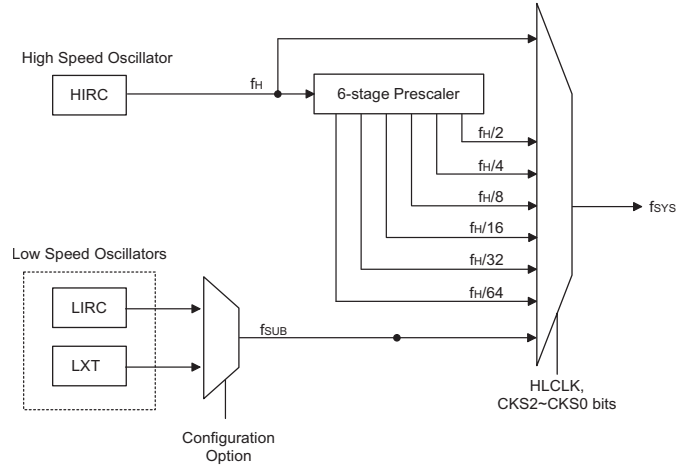 High Speed Oscillator
HIRC
fH
6-stage Prescaler
fH/2
fH/4
fH/8
fH/16
fH/32
fH/64
fSYS
Low Speed Oscillators
LIRC
LXT
fSUB
Configuration
Option
HLCLK,
CKS2~CKS0 bits